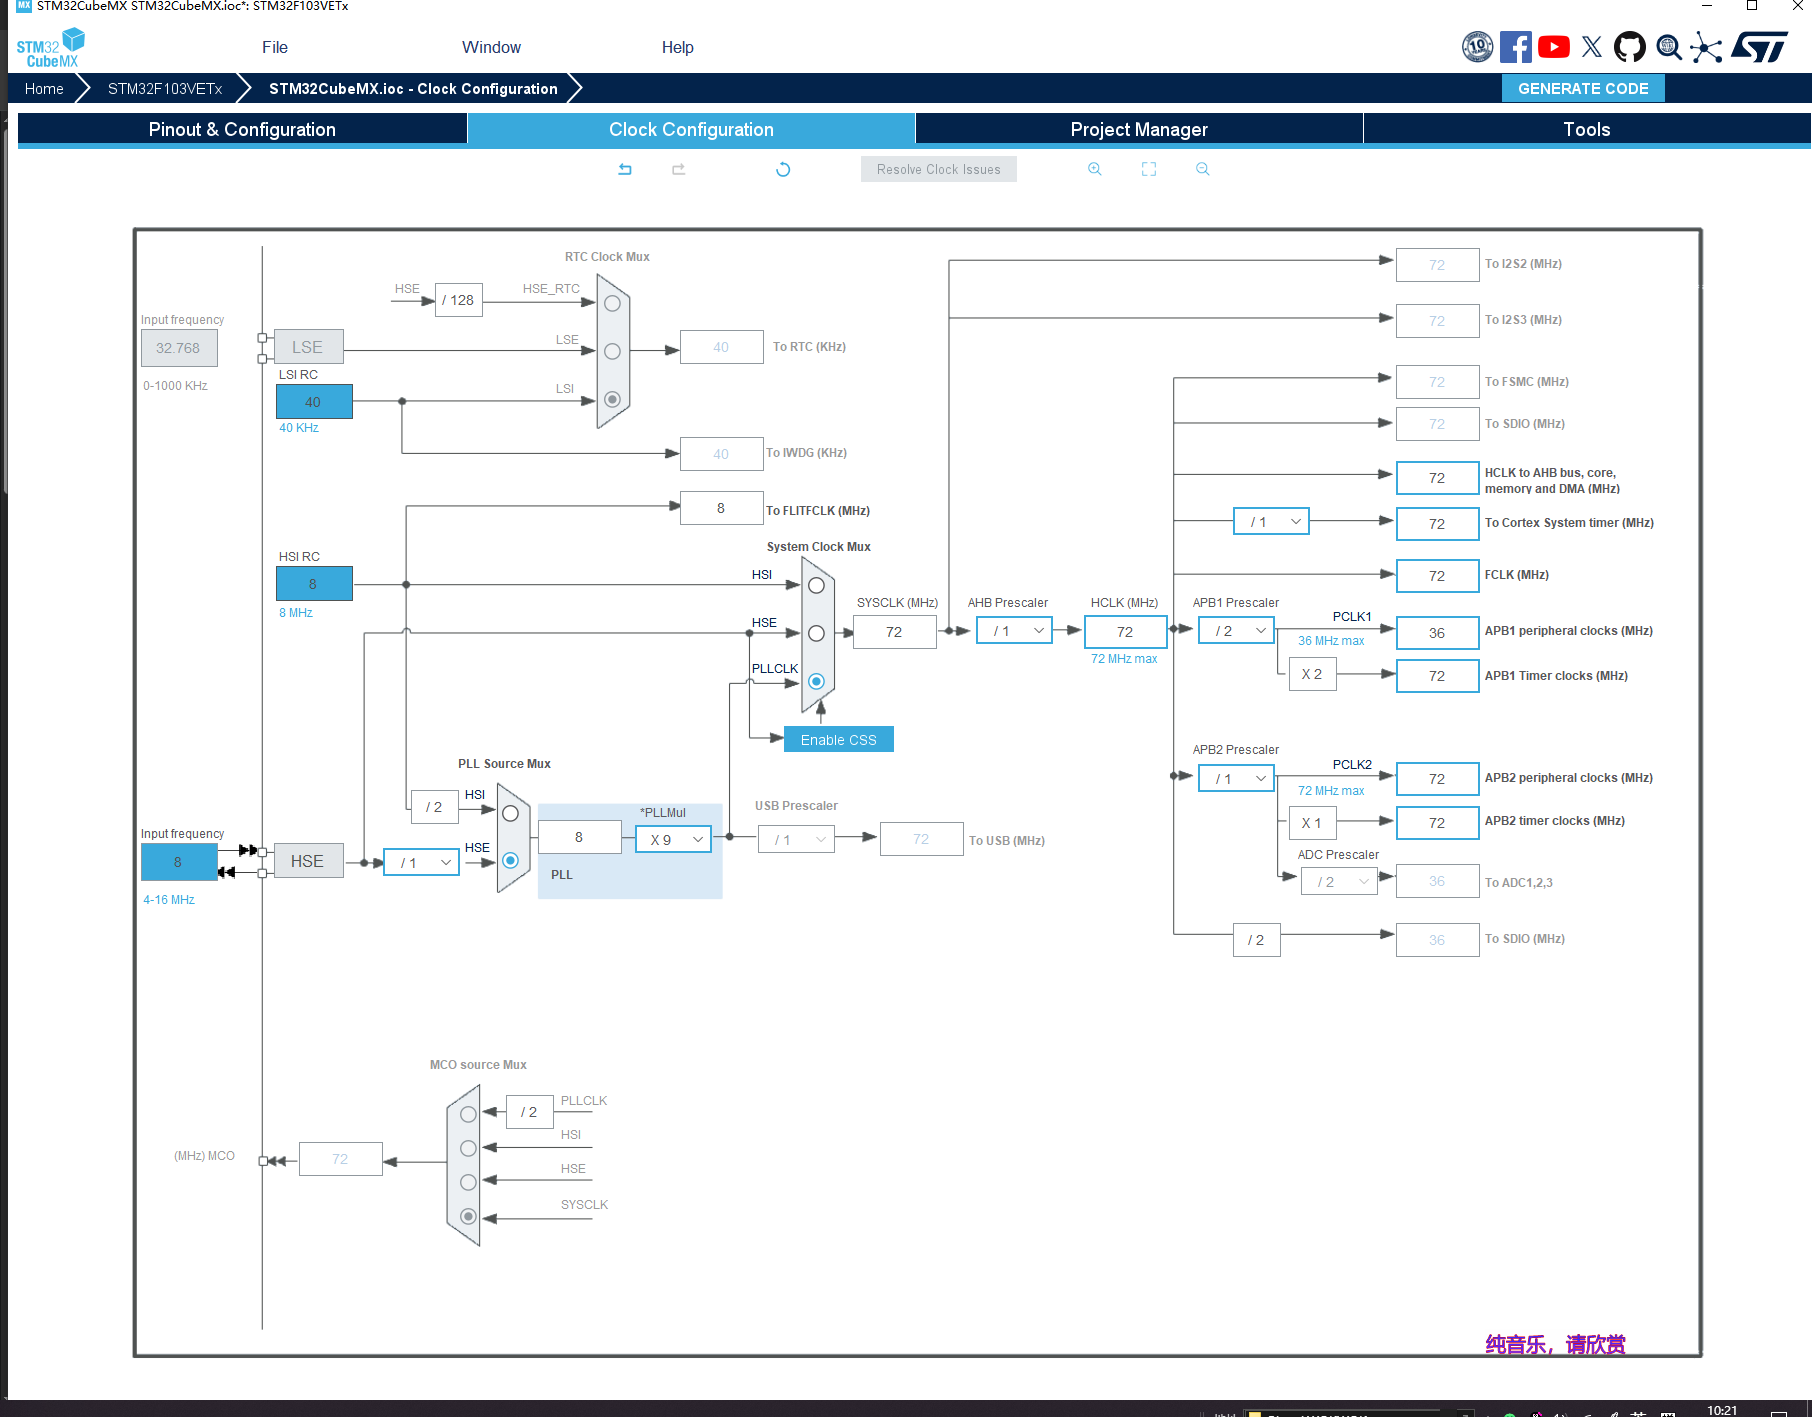 MX STM32CubeMX STM32CubeMX.ioc*: STM32F103VETx
STM32
CubeMX
File
Window
Help
10
ST
Home
STM32F103VETx
STM32CubeMX.ioc - Clock Configuration
GENERATE CODE
Pinout & Configuration
Clock Configuration
Project Manager
Tools
Resolve Clock Issues
RTC Clock Mux
HSE
/ 128
HSE_RTC
Input frequency
32.768
0-1000 KHz
LSE
LSE
40
To RTC (KHz)
LSI RC
40
40 KHz
LSI
40
To IWDG (KHz)
8
To FLITFCLK (MHz)
HSI RC
8
8 MHz
System Clock Mux
HSI
HSE
PLLCLK
Enable CSS
SYSCLK (MHz)
72
AHB Prescaler
/ 1
HCLK (MHz)
72
72 MHz max
72
To I2S2 (MHz)
72
To I2S3 (MHz)
72
To FSMC (MHz)
72
To SDIO (MHz)
72
HCLK to AHB bus, core,
memory and DMA (MHz)
/ 1
72
To Cortex System timer (MHz)
72
FCLK (MHz)
APB1 Prescaler
/ 2
PCLK1
36 MHz max
36
APB1 peripheral clocks (MHz)
X 2
72
APB1 Timer clocks (MHz)
APB2 Prescaler
/ 1
PCLK2
72 MHz max
72
APB2 peripheral clocks (MHz)
X 1
72
APB2 timer clocks (MHz)
ADC Prescaler
/ 2
36
To ADC1,2,3
/ 2
36
To SDIO (MHz)
PLL Source Mux
HSI
/ 2
Input frequency
8
4-16 MHz
HSE
/ 1
HSE
8
*PLLMul
X 9
PLL
USB Prescaler
/ 1
72
To USB (MHz)
MCO source Mux
PLLCLK
/ 2
HSI
HSE
SYSCLK
(MHz) MCO
72
纯音乐，请欣赏
10:21